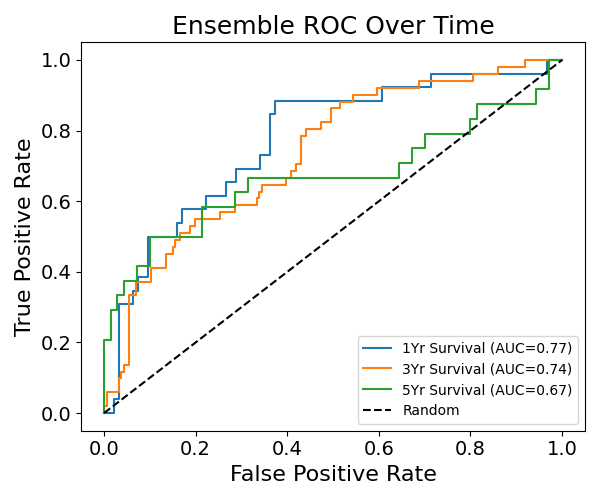 Ensemble ROC Over Time
True Positive Rate
1.0
0.8
0.6
0.4
0.2
0.0
0.0 0.2 0.4 0.6 0.8 1.0
False Positive Rate
1Yr Survival (AUC=0.77)
3Yr Survival (AUC=0.74)
5Yr Survival (AUC=0.67)
Random